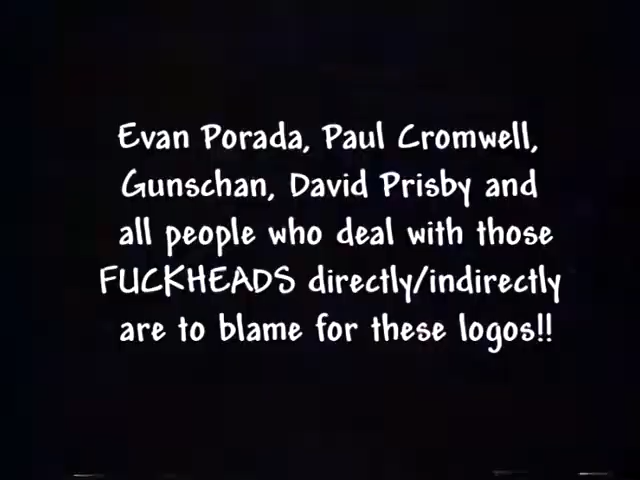 Evan Porada, Paul Cromwell,
Gunschan, David Prisby and
all people who deal with those
FUCKHEADS directly/indirectly
are to blame for these logos!!